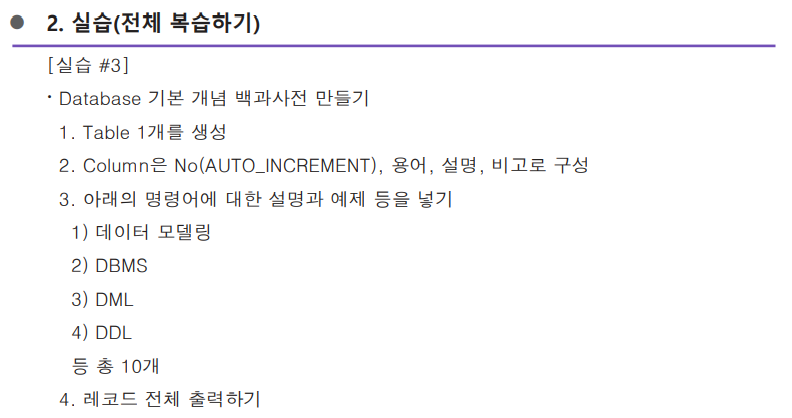 ● 2. 실습(전체 복습하기)
[실습 #3]
· Database 기본 개념 백과사전 만들기
1. Table 1개를 생성
2. Column은 No(AUTO_INCREMENT), 용어, 설명, 비고로 구성
3. 아래의 명령어에 대한 설명과 예제 등을 넣기
1) 데이터 모델링
2) DBMS
3) DML
4) DDL
등 총 10개
4. 레코드 전체 출력하기